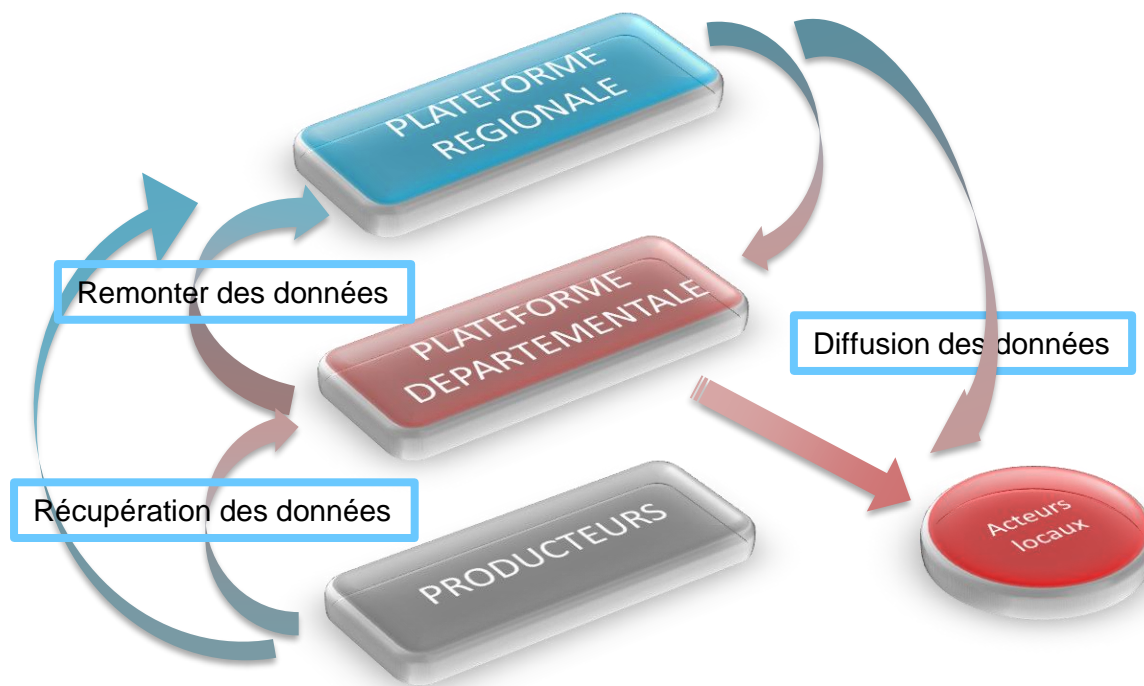 PLATEFORME
REGIONALE
Remonter des données
PLATEFORME
DEPARTEMENTALE
Diffusion des données
Récupération des données
PRODUCTEURS
Acteurs
locaux